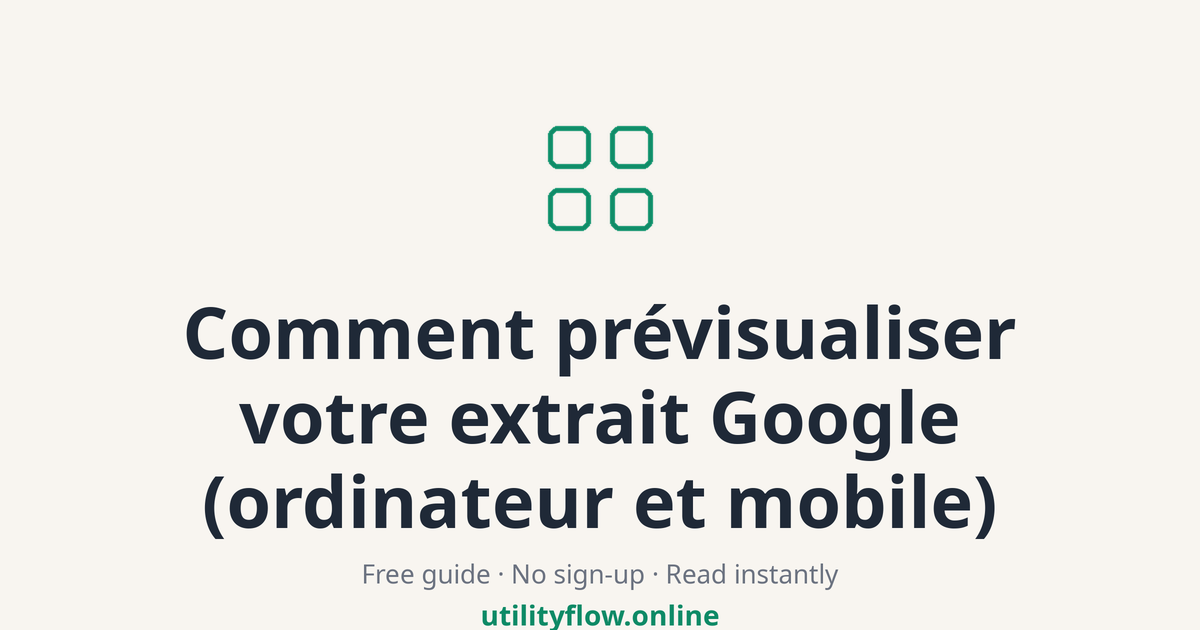 Comment prévisualiser
votre extrait Google
(ordinateur et mobile)
Free guide · No sign-up · Read instantly
utilityflow.online